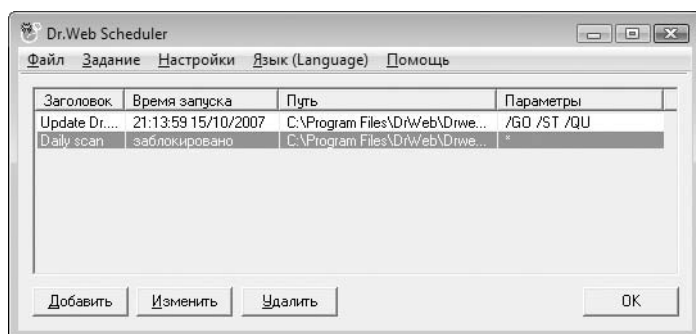 Dr.Web Scheduler
Файл Задание Настройки Язык (Language) Помощь
Заголовок Время запуска Путь Параметры
Update Dr.... 21:13:59 15/10/2007 C:\Program Files\DrWeb\Drwe... /GO /ST /QU
Daily scan заблокировано C:\Program Files\DrWeb\Drwe... *
Добавить Изменить Удалить OK